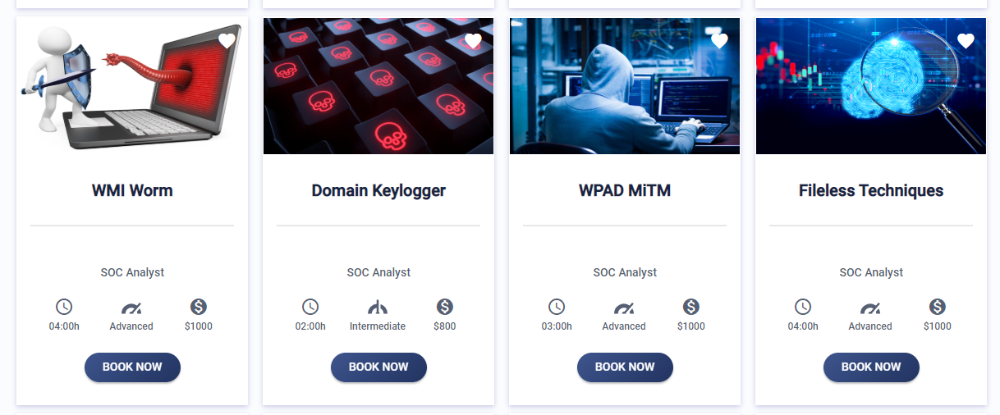 WMI Worm
SOC Analyst
04:00h Advanced $1000
BOOK NOW
Domain Keylogger
SOC Analyst
02:00h Intermediate $800
BOOK NOW
WPAD MiTM
SOC Analyst
03:00h Advanced $1000
BOOK NOW
Fileless Techniques
SOC Analyst
04:00h Advanced $1000
BOOK NOW